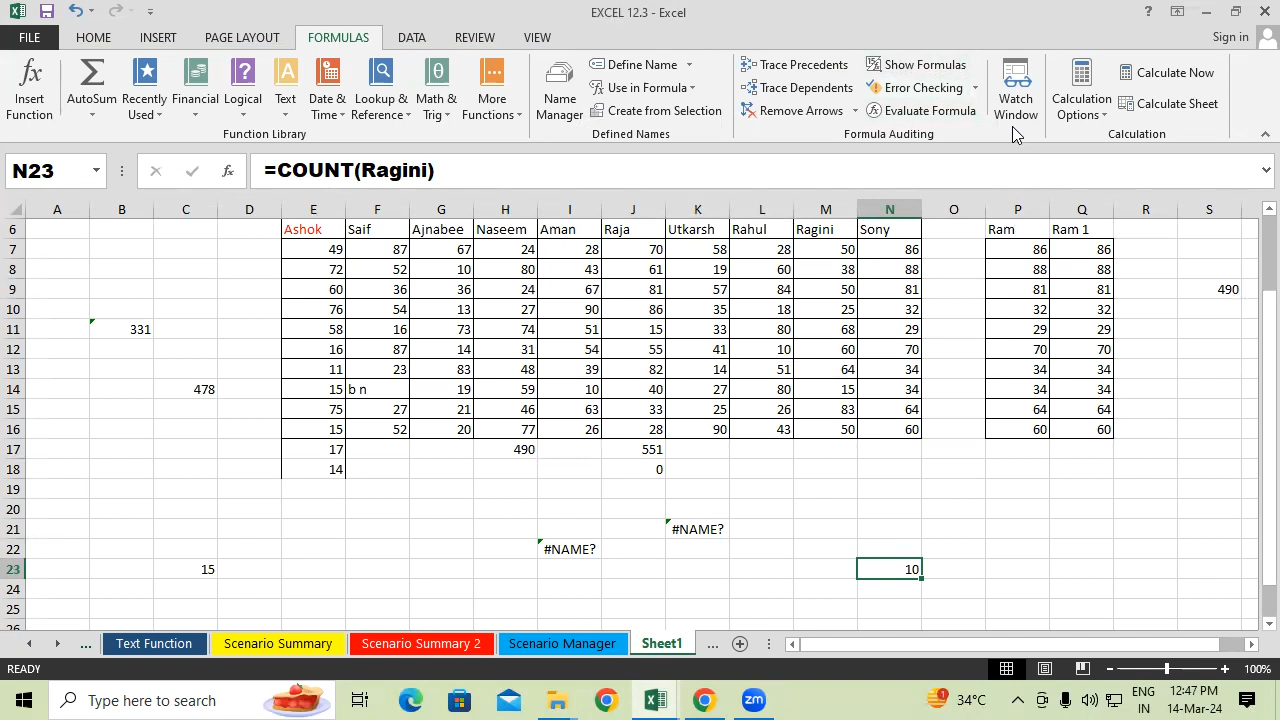 EXCEL 12.3 - Excel
?
FILE HOME INSERT PAGE LAYOUT FORMULAS DATA REVIEW VIEW Sign in
fx Insert Function
Σ AutoSum
Recently Used
Financial
Logical
A Text
Date & Time
Lookup & Reference
θ Math & Trig
More Functions
Function Library
Name Manager
Define Name
Use in Formula
Create from Selection
Defined Names
Trace Precedents
Trace Dependents
Remove Arrows
Show Formulas
Error Checking
Evaluate Formula
Formula Auditing
Watch Window
Calculation Options
Calculate Now
Calculate Sheet
Calculation
N23 fx =COUNT(Ragini)
A B C D E F G H I J K L M N O P Q R S
6 Ashok Saif Ajnabee Naseem Aman Raja Utkarsh Rahul Ragini Sony Ram Ram 1
7 49 87 67 24 28 70 58 28 50 86 86 86
8 72 52 10 80 43 61 19 60 38 88 88 88
9 60 36 36 24 67 81 57 84 50 81 81 81 490
10 76 54 13 27 90 86 35 18 25 32 32 32
11 331 58 16 73 74 51 15 33 80 68 29 29 29
12 16 87 14 31 54 55 41 10 60 70 70 70
13 11 23 83 48 39 82 14 51 64 34 34 34
14 478 15 b n 19 59 10 40 27 80 15 34 34 34
15 75 27 21 46 63 33 25 26 83 64 64 64
16 15 52 20 77 26 28 90 43 50 60 60 60
17 17 490 551
18 14 0
19
20
21 #NAME?
22 #NAME?
23 15 10
24
25
26
... Text Function Scenario Summary Scenario Summary 2 Scenario Manager Sheet1 ...
READY 100%
Type here to search
zm
1 34°C
ENG IN
12:47 PM
14-Mar-24